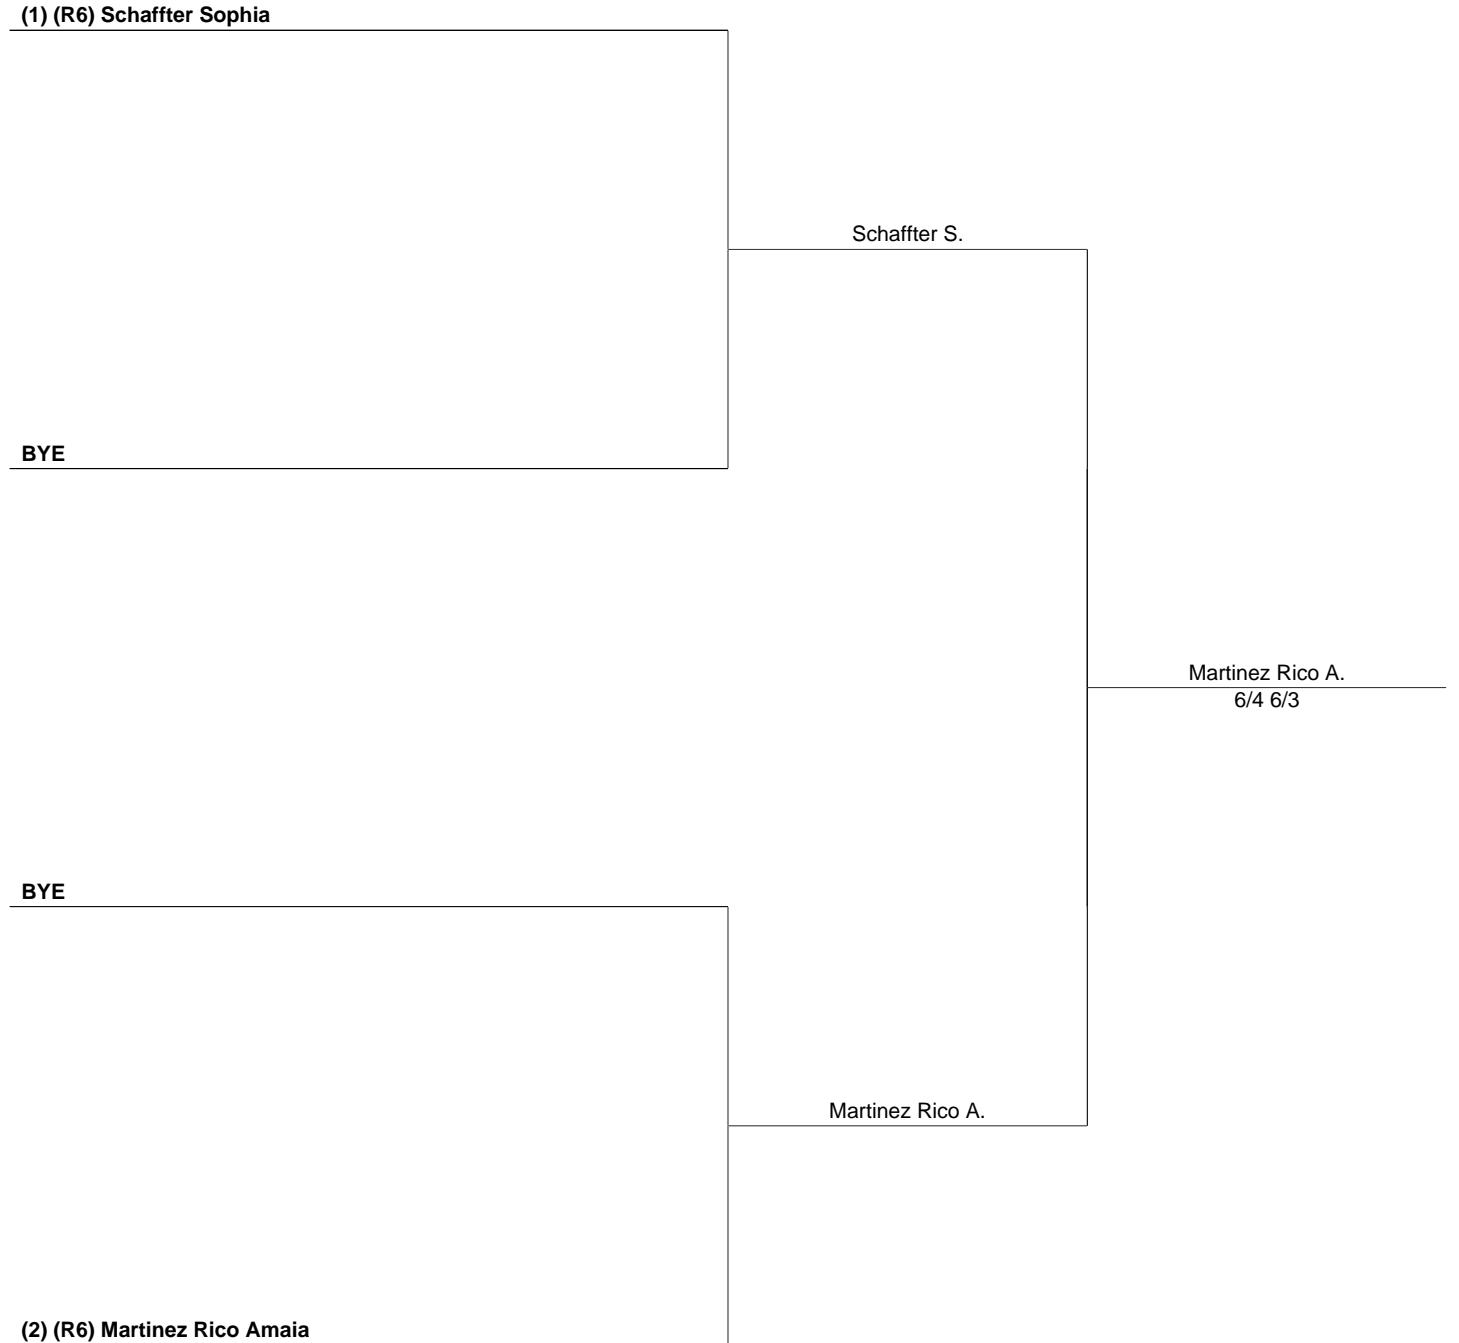 (1) (R6) Schaffter Sophia
Schaffter S.
BYE
Martinez Rico A.
6/4 6/3
BYE
Martinez Rico A.
(2) (R6) Martinez Rico Amaia